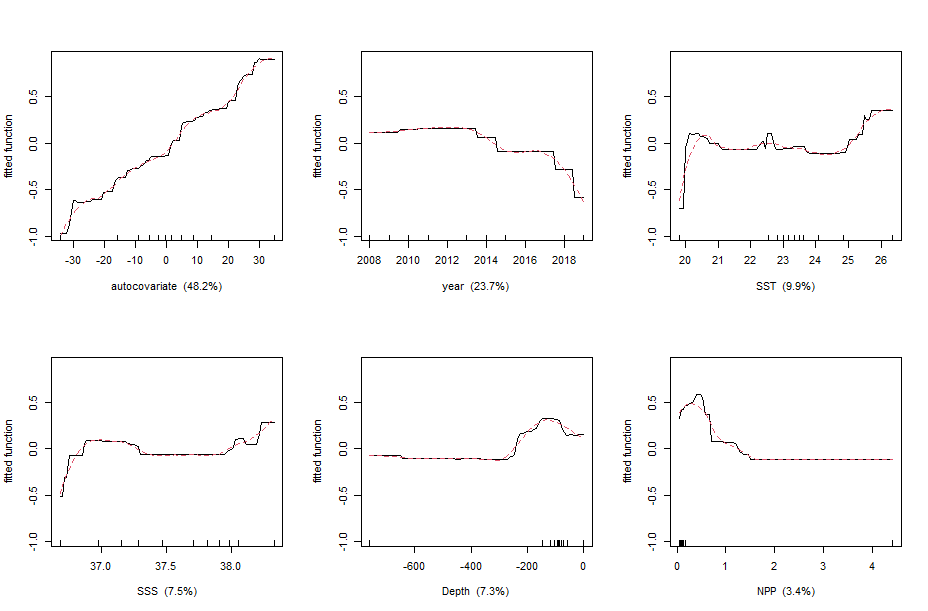 fitted function
0.5
0.0
-0.5
-1.0
-30 -20 -10 0 10 20 30
autocovariate (48.2%)
fitted function
0.5
0.0
-0.5
-1.0
2008 2010 2012 2014 2016 2018
year (23.7%)
fitted function
0.5
0.0
-0.5
-1.0
20 21 22 23 24 25 26
SST (9.9%)
fitted function
0.5
0.0
-0.5
-1.0
37.0 37.5 38.0
SSS (7.5%)
fitted function
0.5
0.0
-0.5
-1.0
-600 -400 -200 0
Depth (7.3%)
fitted function
0.5
0.0
-0.5
-1.0
0 1 2 3 4
NPP (3.4%)